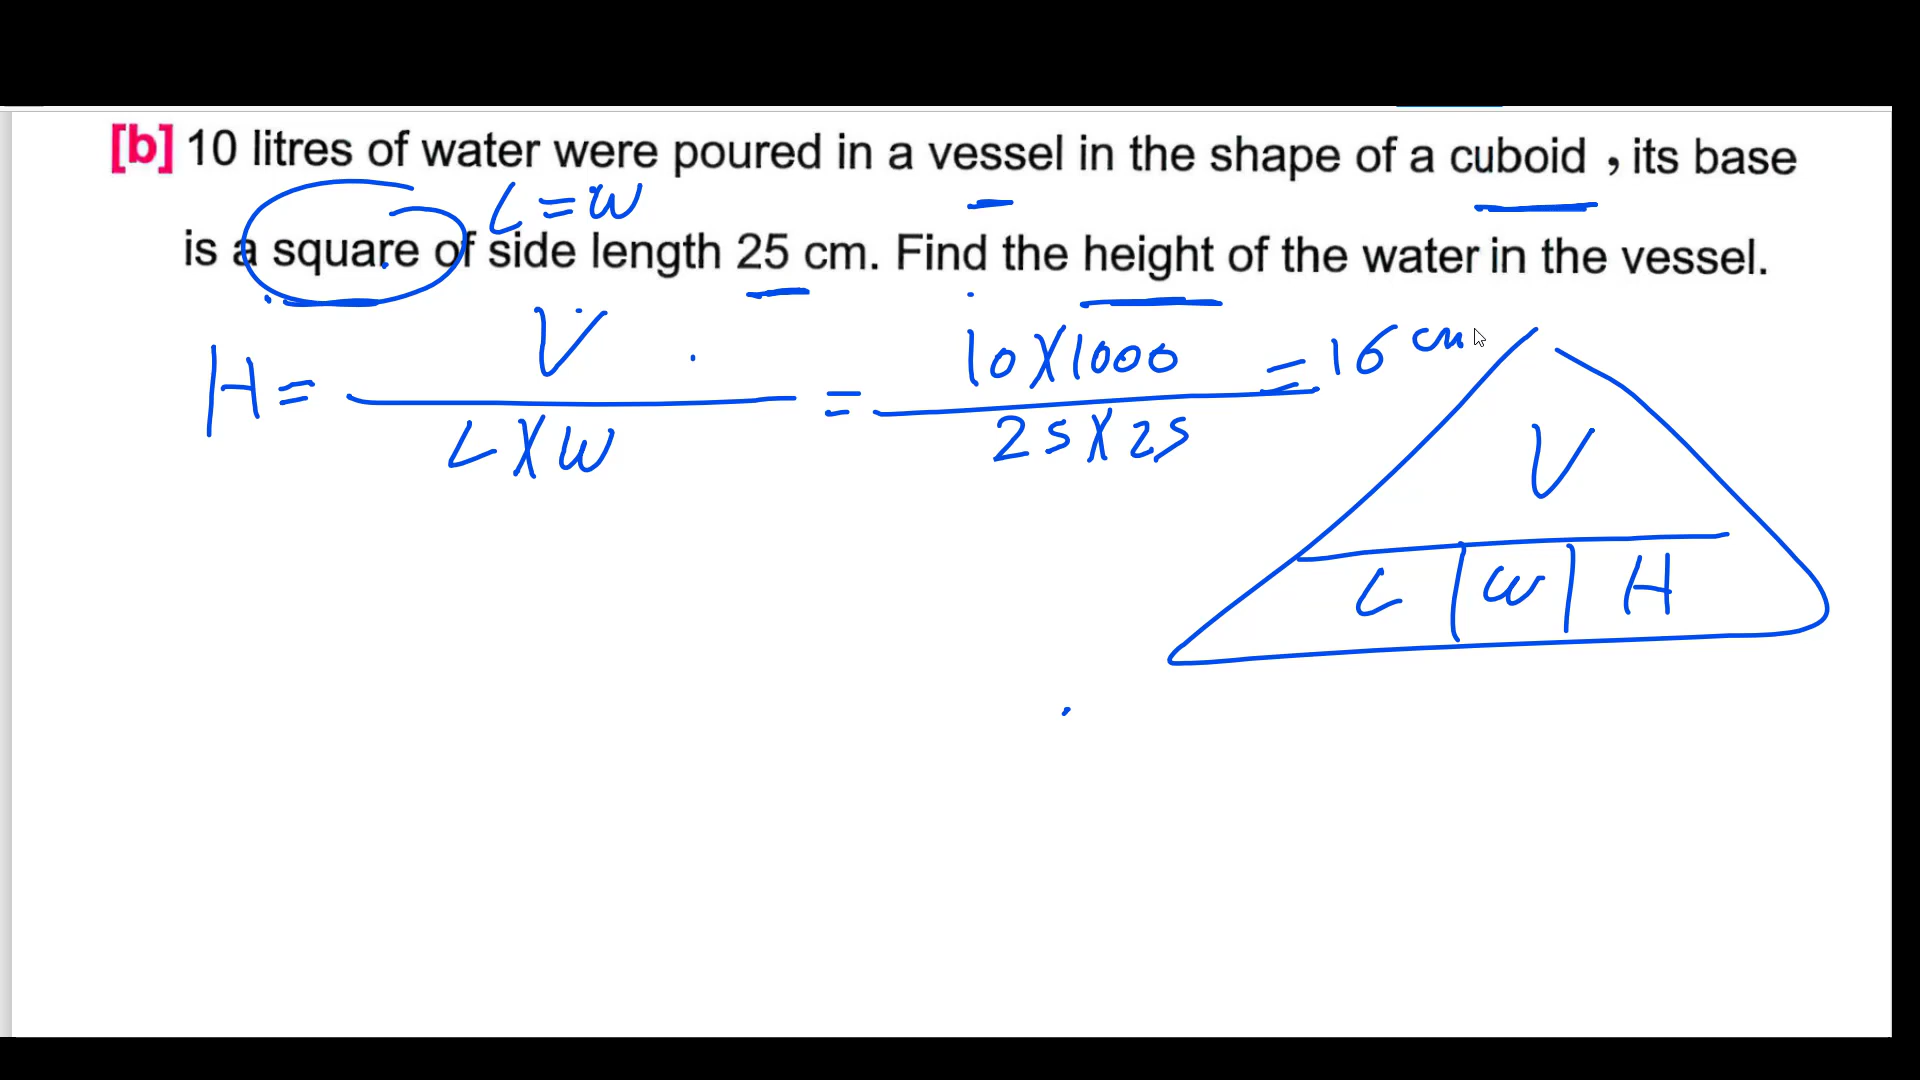 [b] 10 litres of water were poured in a vessel in the shape of a cuboid , its base
L = W
is a square of side length 25 cm. Find the height of the water in the vessel.
H = V / L X W = 10 X 1000 / 25 X 25 = 16 cm
V
L | W | H